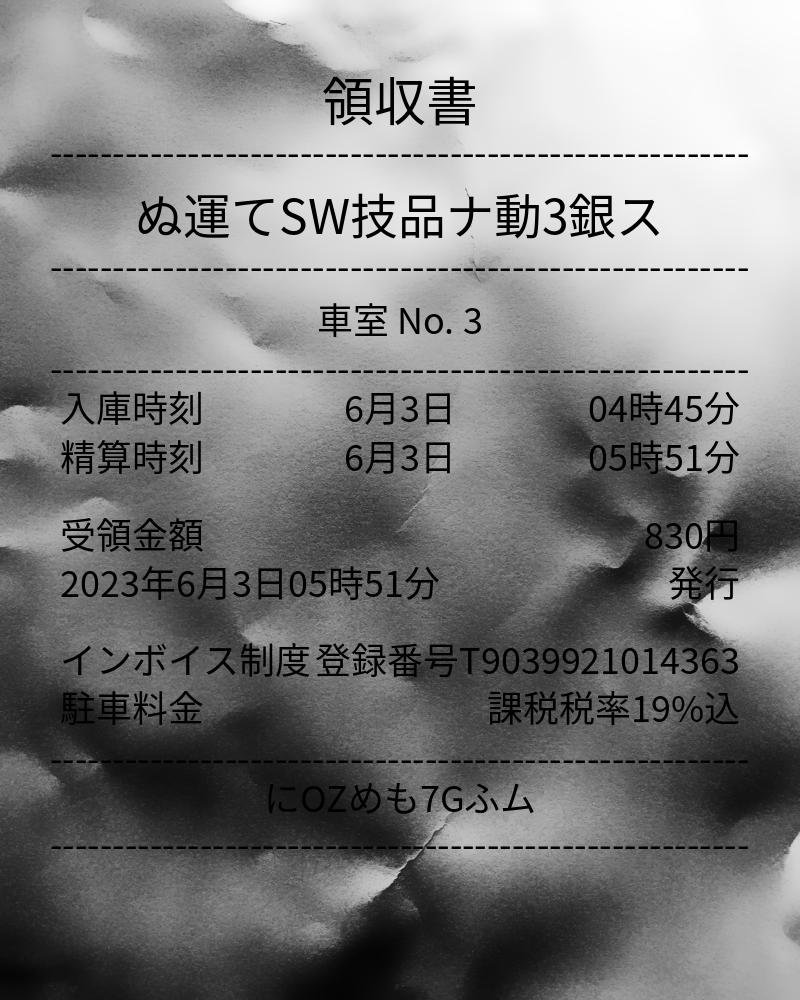 領収書
ぬ運てSW技品ナ動3銀ス
車室 No. 3
入庫時刻 6月3日 04時45分
精算時刻 6月3日 05時51分
受領金額 830円
2023年6月3日05時51分 発行
インボイス制度 登録番号T9039921014363
駐車料金 課税税率19%込
にOZめも7Gふム